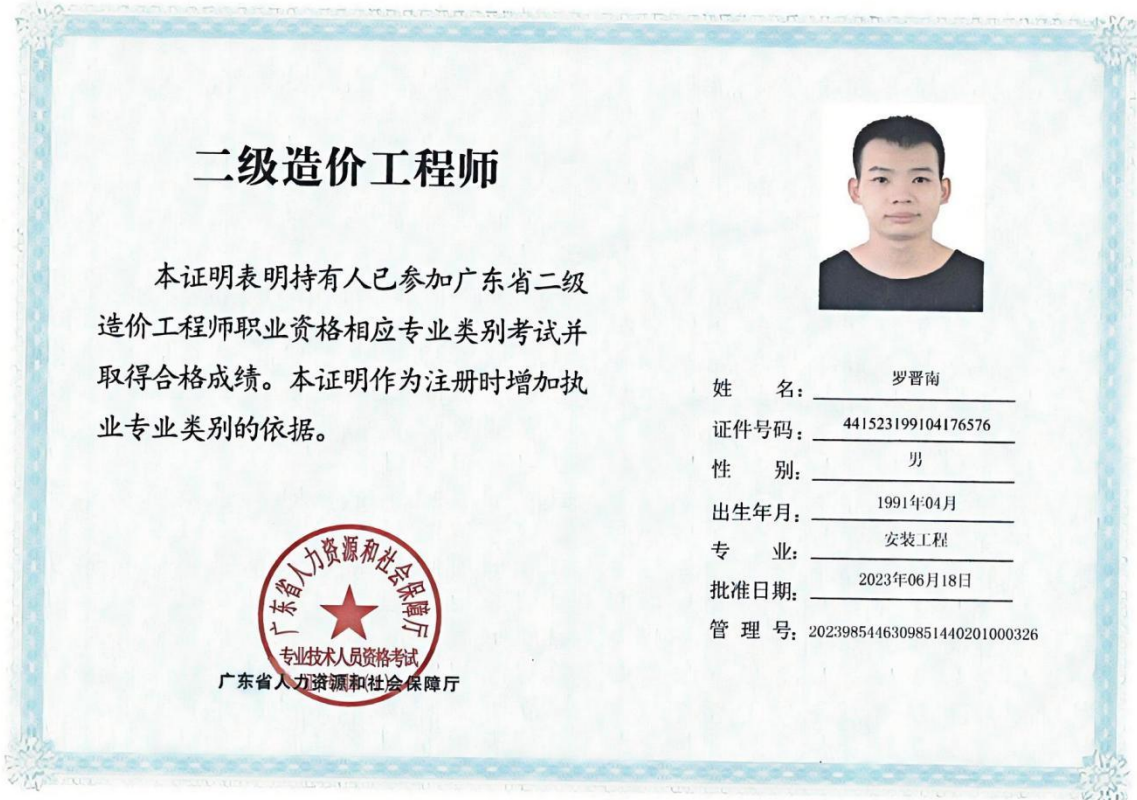 二级造价工程师
本证明表明持有人已参加广东省二级
造价工程师职业资格相应专业类别考试并
取得合格成绩。本证明作为注册时增加执
业专业类别的依据。
广东省人力资源和社会保障厅
专业技术人员资格考试
广东省人力资源和社会保障厅
姓名：罗晋南
证件号码：441523199104176576
性别：男
出生年月：1991年04月
专业：安装工程
批准日期：2023年06月18日
管理号：20239854463098514402010003​26